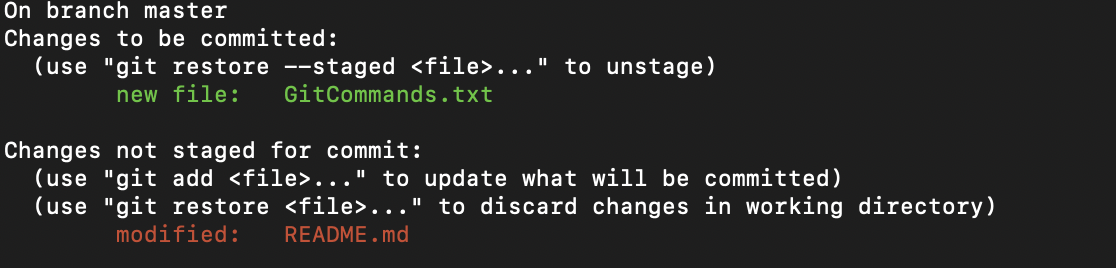 On branch master
Changes to be committed:
  (use "git restore --staged <file>..." to unstage)
        new file:   GitCommands.txt

Changes not staged for commit:
  (use "git add <file>..." to update what will be committed)
  (use "git restore <file>..." to discard changes in working directory)
        modified:   README.md